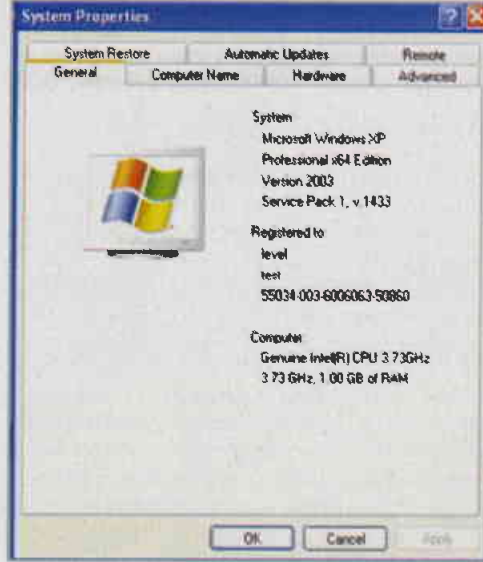 System Properties
System Restore Automatic Updates Remote
General Computer Name Hardware Advanced
System
Microsoft Windows XP
Professional x64 Edition
Version 2003
Service Pack 1, v.1433
Registered to:
level
test
55034-003-6006063-50860
Computer:
Genuine Intel(R) CPU 3.73GHz
3.73 GHz, 1.00 GB of RAM
OK Cancel Apply